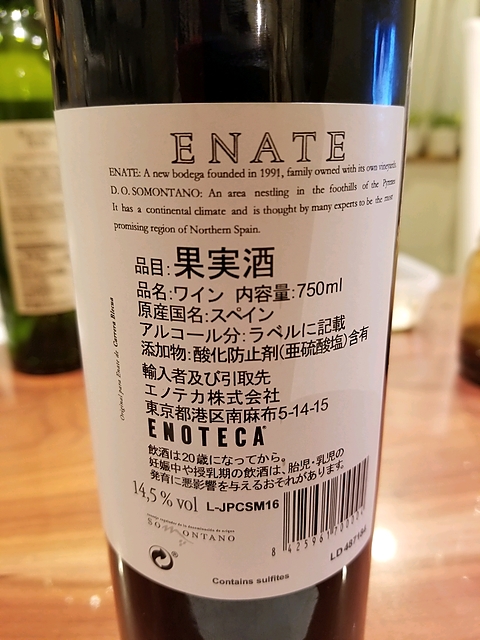 ENATE
ENATE: A new bodega founded in 1991, family owned with its own vineyards.
D. O. SOMONTANO: An area nestling in the foothills of the Pyrenees
It has a continental climate and is thought by many experts to be the most
promising region of Northern Spain.
品目:果実酒
品名:ワイン 内容量:750ml
原産国名:スペイン
アルコール分:ラベルに記載
添加物:酸化防止剤(亜硫酸塩)含有
輸入者及び引取先
エノテカ株式会社
東京都港区南麻布5-14-15
ENOTECA
飲酒は20歳になってから。
妊娠中や授乳期の飲酒は、胎児・乳児の
発育に悪影響を与えるおそれがあります。
14,5 % vol L-JPCSM16
SOMONTANO
Contains sulfites
Original para Enate de Carrera Blecua